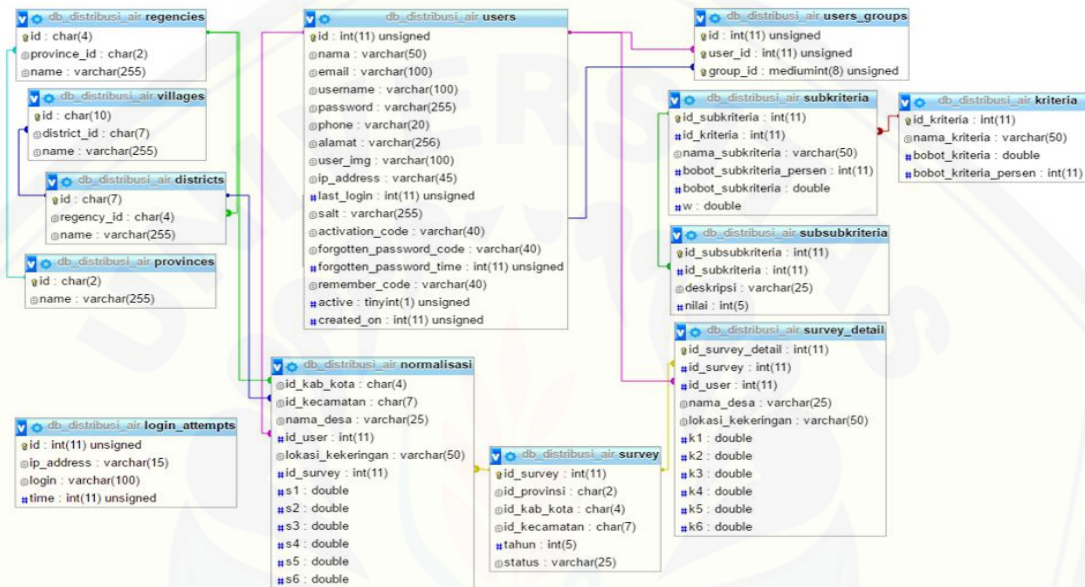 db_distribusi_air regencies
id : char(4)
province_id : char(2)
name : varchar(255)
db_distribusi_air villages
id : char(10)
district_id : char(7)
name : varchar(255)
db_distribusi_air districts
id : char(7)
regency_id : char(4)
name : varchar(255)
db_distribusi_air provinces
id : char(2)
name : varchar(255)
db_distribusi_air login_attempts
id : int(11) unsigned
ip_address : varchar(15)
login : varchar(100)
# time : int(11) unsigned
db_distribusi_air users
id : int(11) unsigned
nama : varchar(50)
email : varchar(100)
username : varchar(100)
password : varchar(255)
phone : varchar(20)
alamat : varchar(256)
user_img : varchar(100)
ip_address : varchar(45)
# last_login : int(11) unsigned
salt : varchar(255)
activation_code : varchar(40)
forgotten_password_code : varchar(40)
# forgotten_password_time : int(11) unsigned
remember_code : varchar(40)
# active : tinyint(1) unsigned
# created_on : int(11) unsigned
db_distribusi_air normalisasi
id_kab_kota : char(4)
id_kecamatan : char(7)
nama_desa : varchar(25)
# id_user : int(11)
lokasi_kekeringan : varchar(50)
# id_survey : int(11)
# s1 : double
# s2 : double
# s3 : double
# s4 : double
# s5 : double
# s6 : double
db_distribusi_air survey
id_survey : int(11)
id_provinsi : char(2)
id_kab_kota : char(4)
id_kecamatan : char(7)
# tahun : int(5)
status : varchar(25)
db_distribusi_air users_groups
id : int(11) unsigned
# user_id : int(11) unsigned
# group_id : mediumint(8) unsigned
db_distribusi_air subkriteria
id_subkriteria : int(11)
# id_kriteria : int(11)
nama_subkriteria : varchar(50)
# bobot_subkriteria_persen : int(11)
# bobot_subkriteria : double
# w : double
db_distribusi_air kriteria
id_kriteria : int(11)
nama_kriteria : varchar(50)
# bobot_kriteria : double
# bobot_kriteria_persen : int(11)
db_distribusi_air subsubkriteria
id_subsubkriteria : int(11)
# id_subkriteria : int(11)
deskripsi : varchar(25)
# nilai : int(5)
db_distribusi_air survey_detail
id_survey_detail : int(11)
# id_survey : int(11)
# id_user : int(11)
nama_desa : varchar(25)
lokasi_kekeringan : varchar(50)
# k1 : double
# k2 : double
# k3 : double
# k4 : double
# k5 : double
# k6 : double